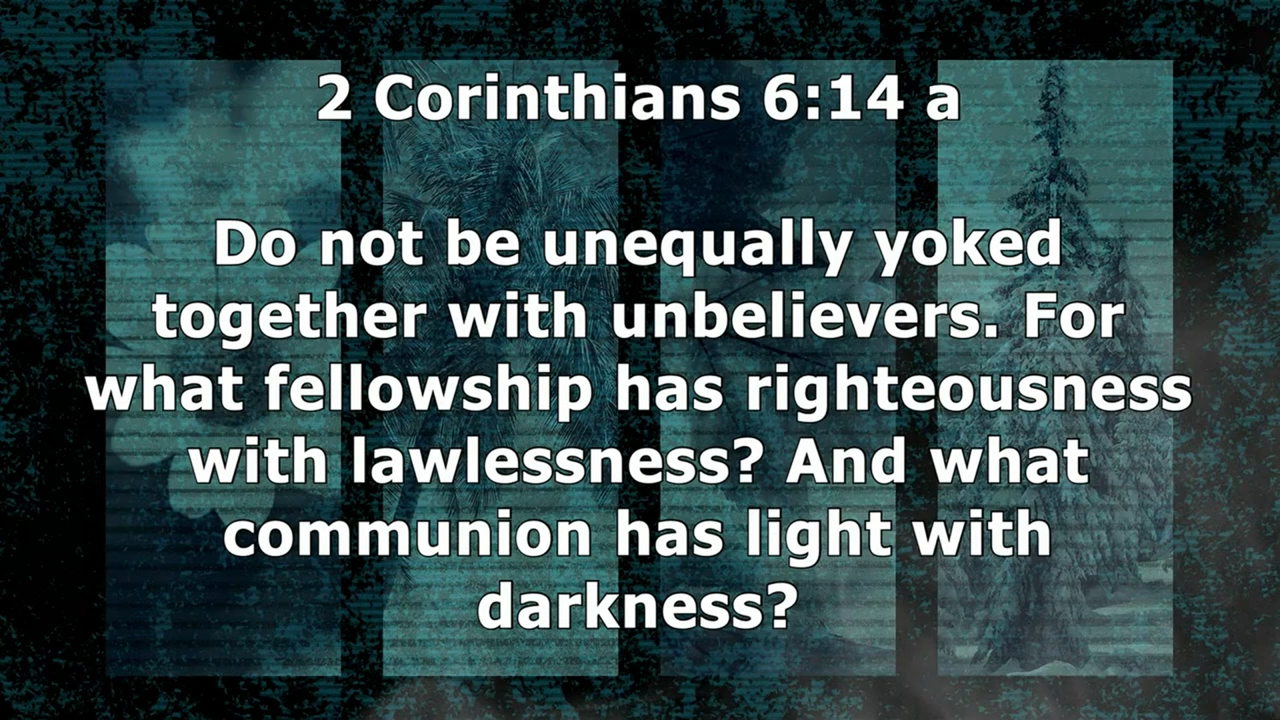 2 Corinthians 6:14 a
Do not be unequally yoked
together with unbelievers. For
what fellowship has righteousness
with lawlessness? And what
communion has light with
darkness?